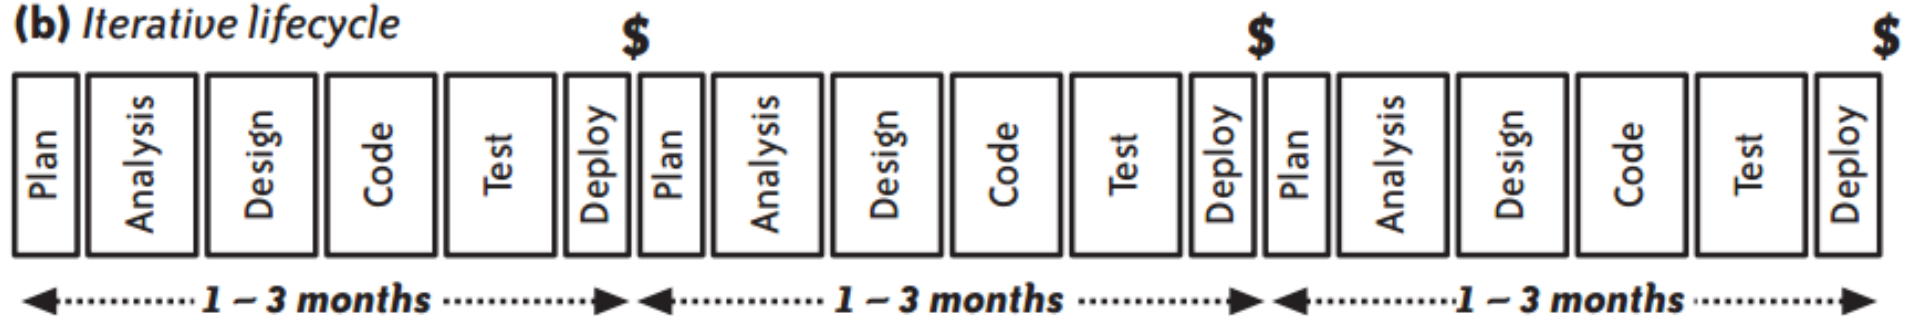 (b) Iterative lifecycle
$ $ $
Plan Analysis Design Code Test Deploy Plan Analysis Design Code Test Deploy Plan Analysis Design Code Test Deploy
1 – 3 months 1 – 3 months 1 – 3 months